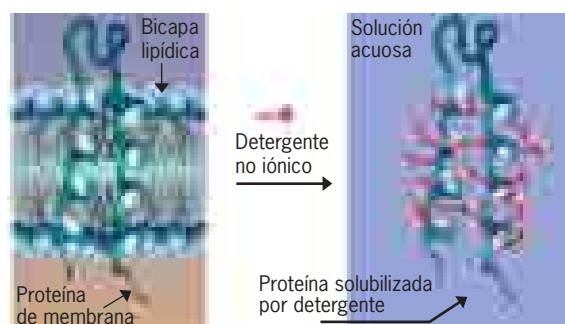 Bicapa
lipídica
Proteína
de membrana
Detergente
no iónico
Solución
acuosa
Proteína solubilizada
por detergente